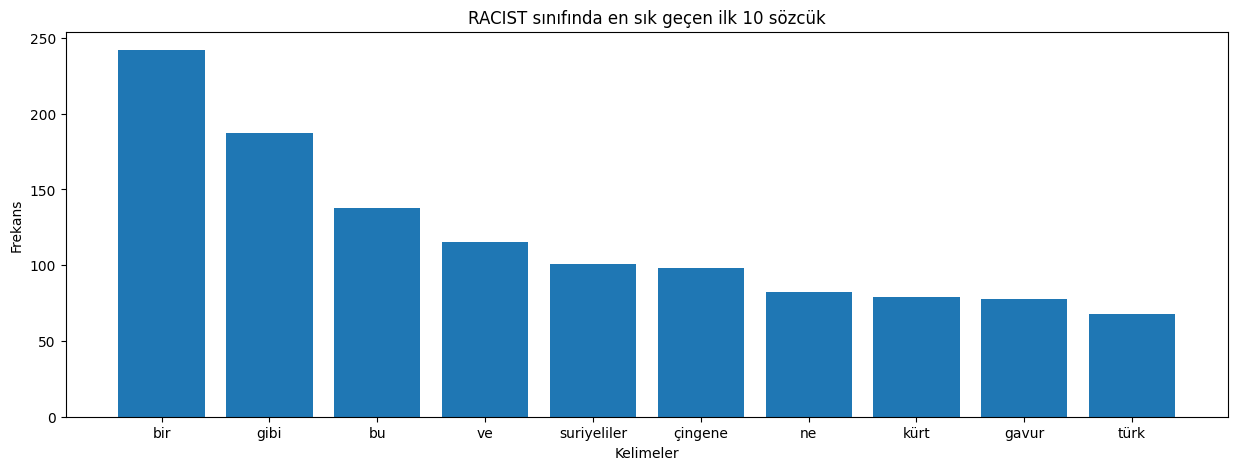 RACIST sınıfında en sık geçen ilk 10 sözcük
250
200
150
100
50
0
Frekans
bir gibi bu ve suriyeliler çingene ne kürt gavur türk
Kelimeler